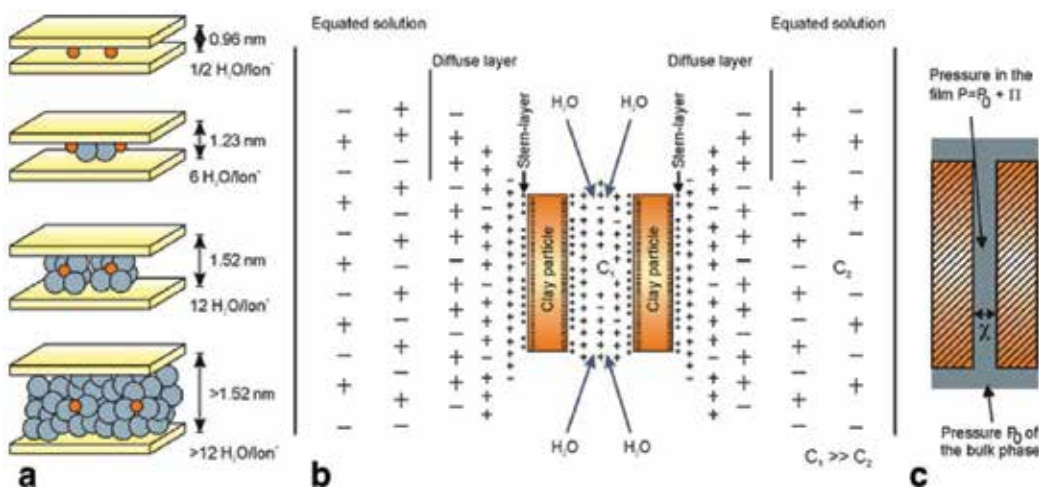 0.96 nm
1/2 H₂O/Ion⁻
1.23 nm
6 H₂O/Ion⁻
1.52 nm
12 H₂O/Ion⁻
>1.52 nm
>12 H₂O/Ion⁻
a
Equated solution
Equated solution
Diffuse layer
Diffuse layer
H₂O
H₂O
Stern-layer
Stern-layer
Clay particle
Clay particle
C₁
C₂
H₂O
H₂O
C₁ >> C₂
b
Pressure in the
film P=P₀ + Π
χ
Pressure P₀ of
the bulk phase
c